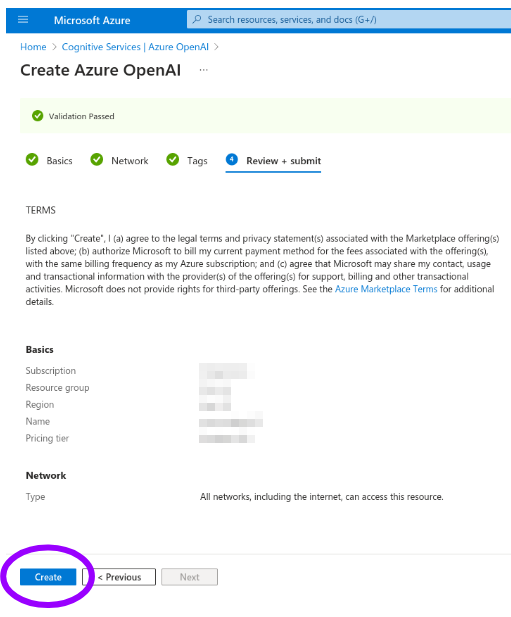 Microsoft Azure
Search resources, services, and docs (G+/)
Home > Cognitive Services | Azure OpenAI >
Create Azure OpenAI ...
Validation Passed
Basics Network Tags 4 Review + submit
TERMS
By clicking "Create", I (a) agree to the legal terms and privacy statement(s) associated with the Marketplace offering(s)
listed above; (b) authorize Microsoft to bill my current payment method for the fees associated with the offering(s),
with the same billing frequency as my Azure subscription; and (c) agree that Microsoft may share my contact, usage
and transactional information with the provider(s) of the offering(s) for support, billing and other transactional
activities. Microsoft does not provide rights for third-party offerings. See the Azure Marketplace Terms for additional
details.
Basics
Subscription
Resource group
Region
Name
Pricing tier
Network
Type All networks, including the internet, can access this resource.
Create < Previous Next